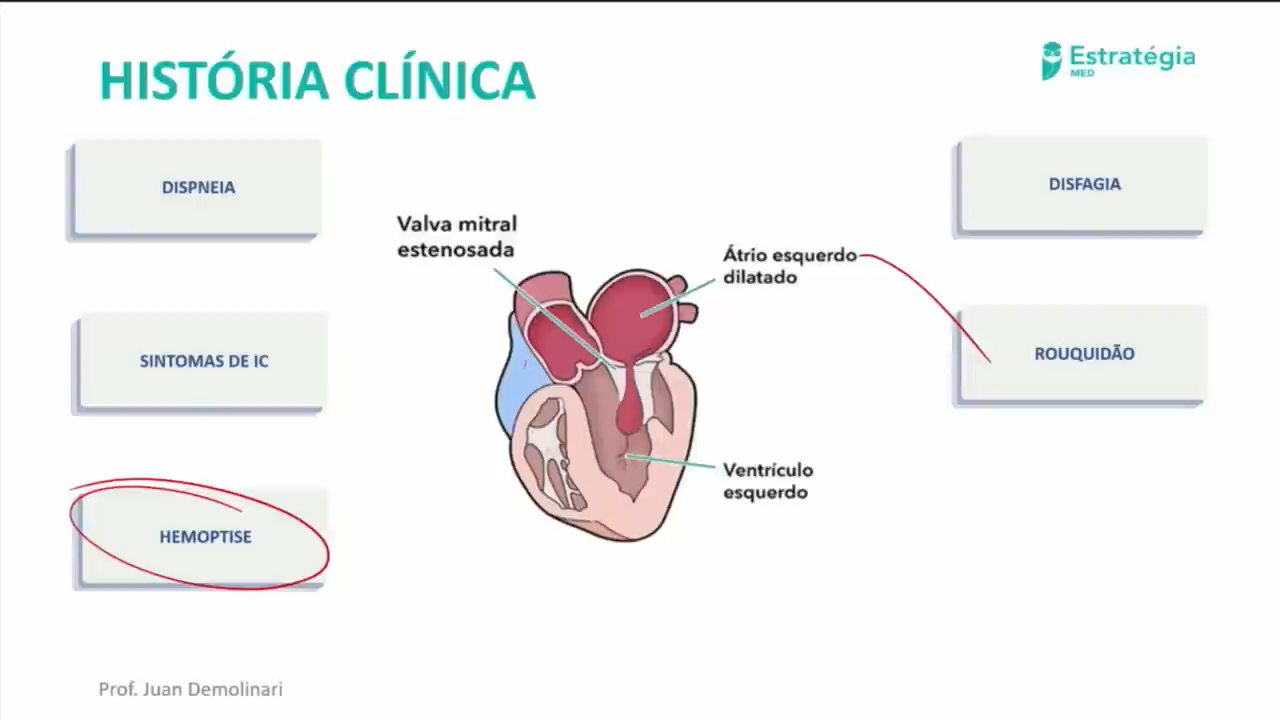 HISTÓRIA CLÍNICA
Estratégia
MED
DISPNEIA
DISFAGIA
Valva mitral
estenosada
Átrio esquerdo
dilatado
SINTOMAS DE IC
ROUQUIDÃO
Ventrículo
esquerdo
HEMOPTISE
Prof. Juan Demolinari